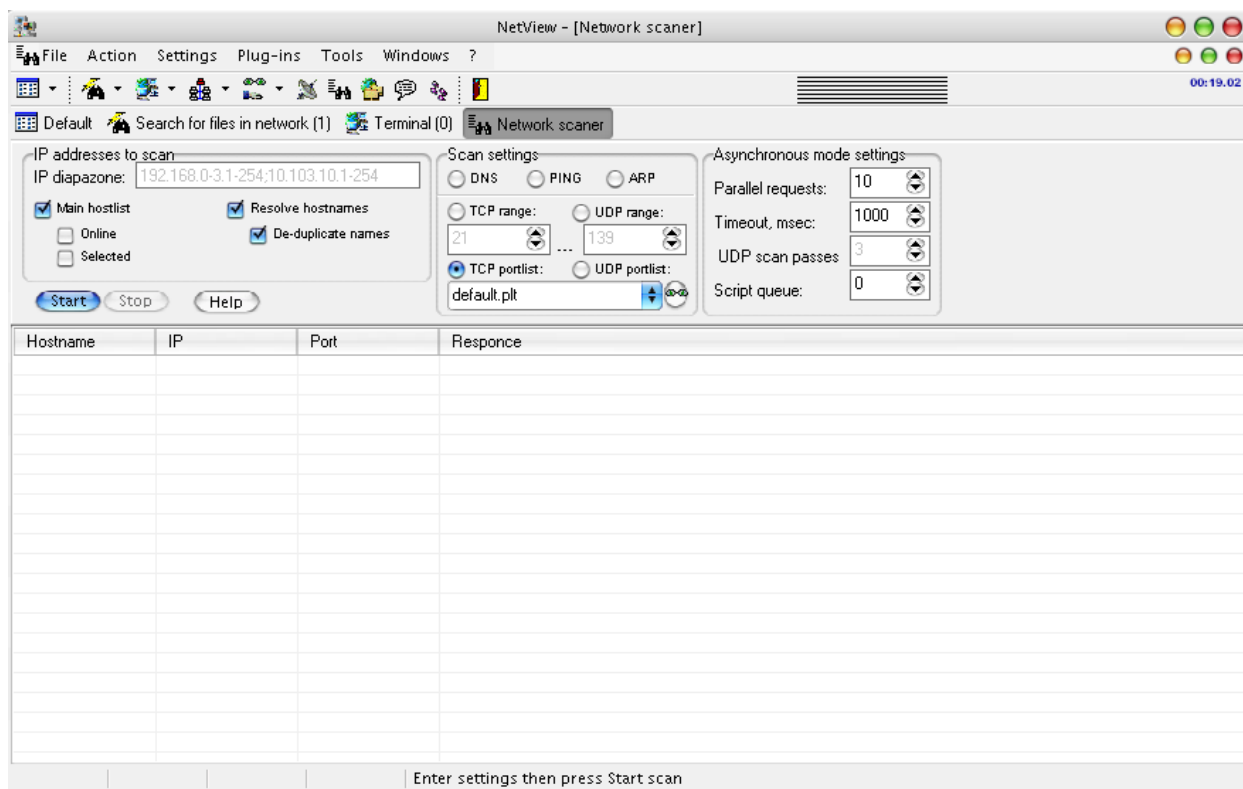 NetView - [Network scaner]
File Action Settings Plug-ins Tools Windows ?
00:19.02
Default Search for files in network (1) Terminal (0) Network scaner
IP addresses to scan
IP diapazone: 192.168.0-3.1-254;10.103.10.1-254
Main hostlist Resolve hostnames
Online De-duplicate names
Selected
Start Stop Help
Scan settings
DNS PING ARP
TCP range: UDP range:
21 ... 139
TCP portlist: UDP portlist:
default.plt
Asynchronous mode settings
Parallel requests: 10
Timeout, msec: 1000
UDP scan passes 3
Script queue: 0
Hostname IP Port Responce
Enter settings then press Start scan